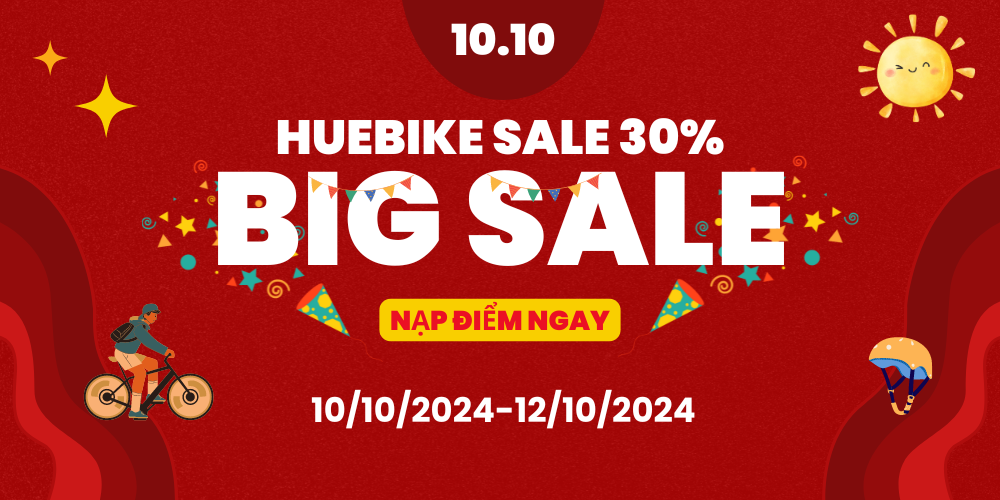 10.10
HUEBIKE SALE 30%
BIG SALE
NẠP ĐIỂM NGAY
10/10/2024-12/10/2024